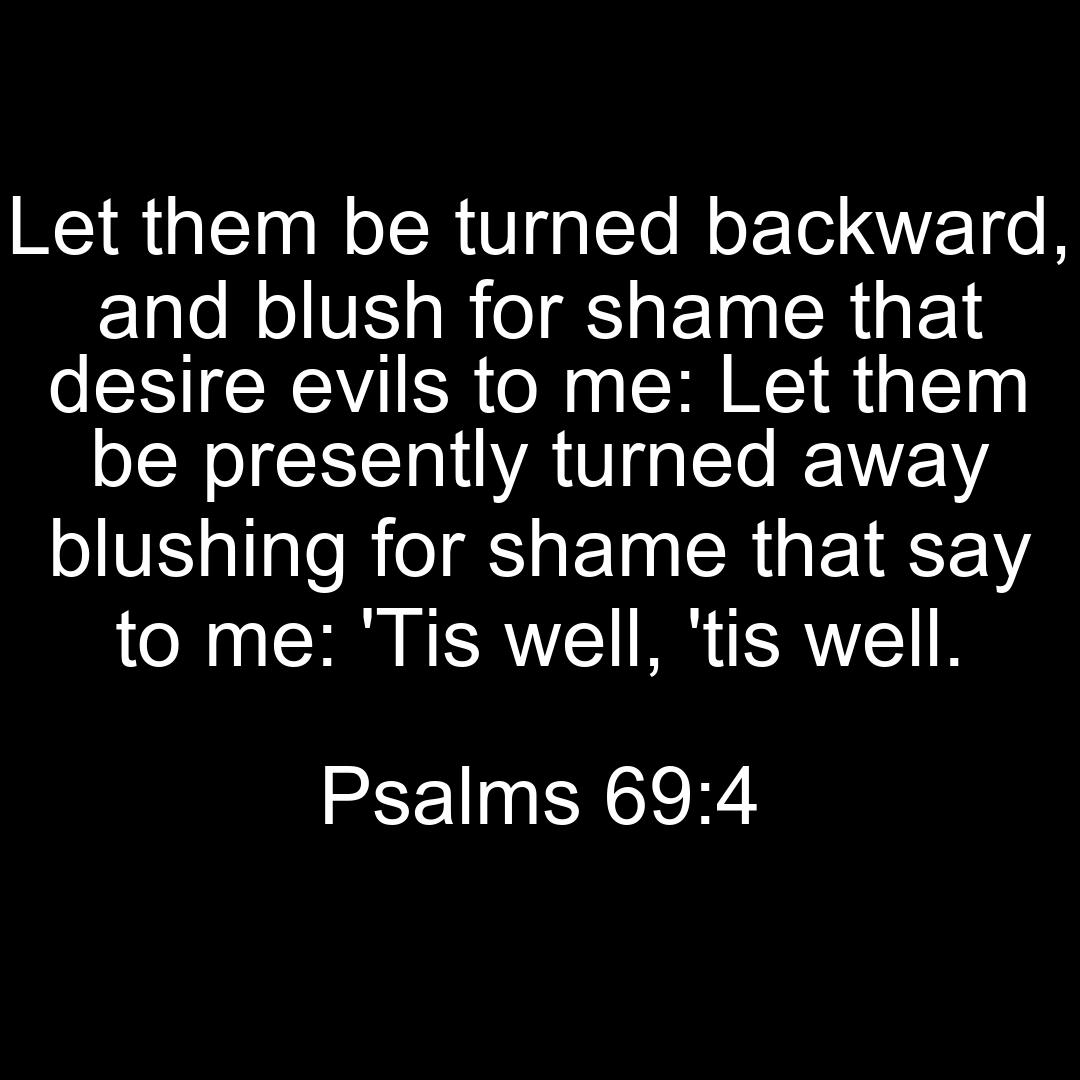 Let them be turned backward,
and blush for shame that
desire evils to me: Let them
be presently turned away
blushing for shame that say
to me: 'Tis well, 'tis well.
Psalms 69:4